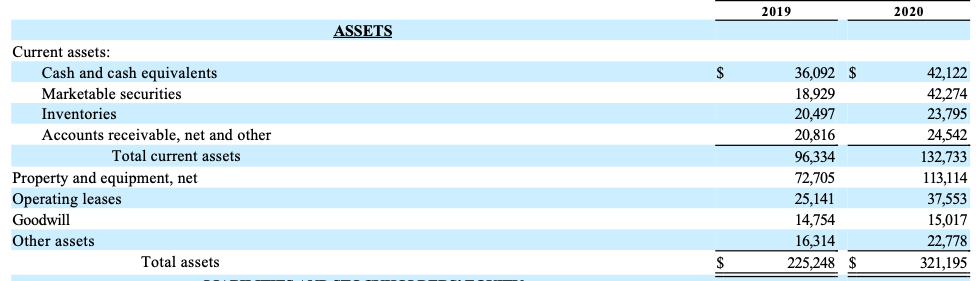 2019 2020
ASSETS
Current assets:
Cash and cash equivalents $ 36,092 $ 42,122
Marketable securities 18,929 42,274
Inventories 20,497 23,795
Accounts receivable, net and other 20,816 24,542
Total current assets 96,334 132,733
Property and equipment, net 72,705 113,114
Operating leases 25,141 37,553
Goodwill 14,754 15,017
Other assets 16,314 22,778
Total assets $ 225,248 $ 321,195